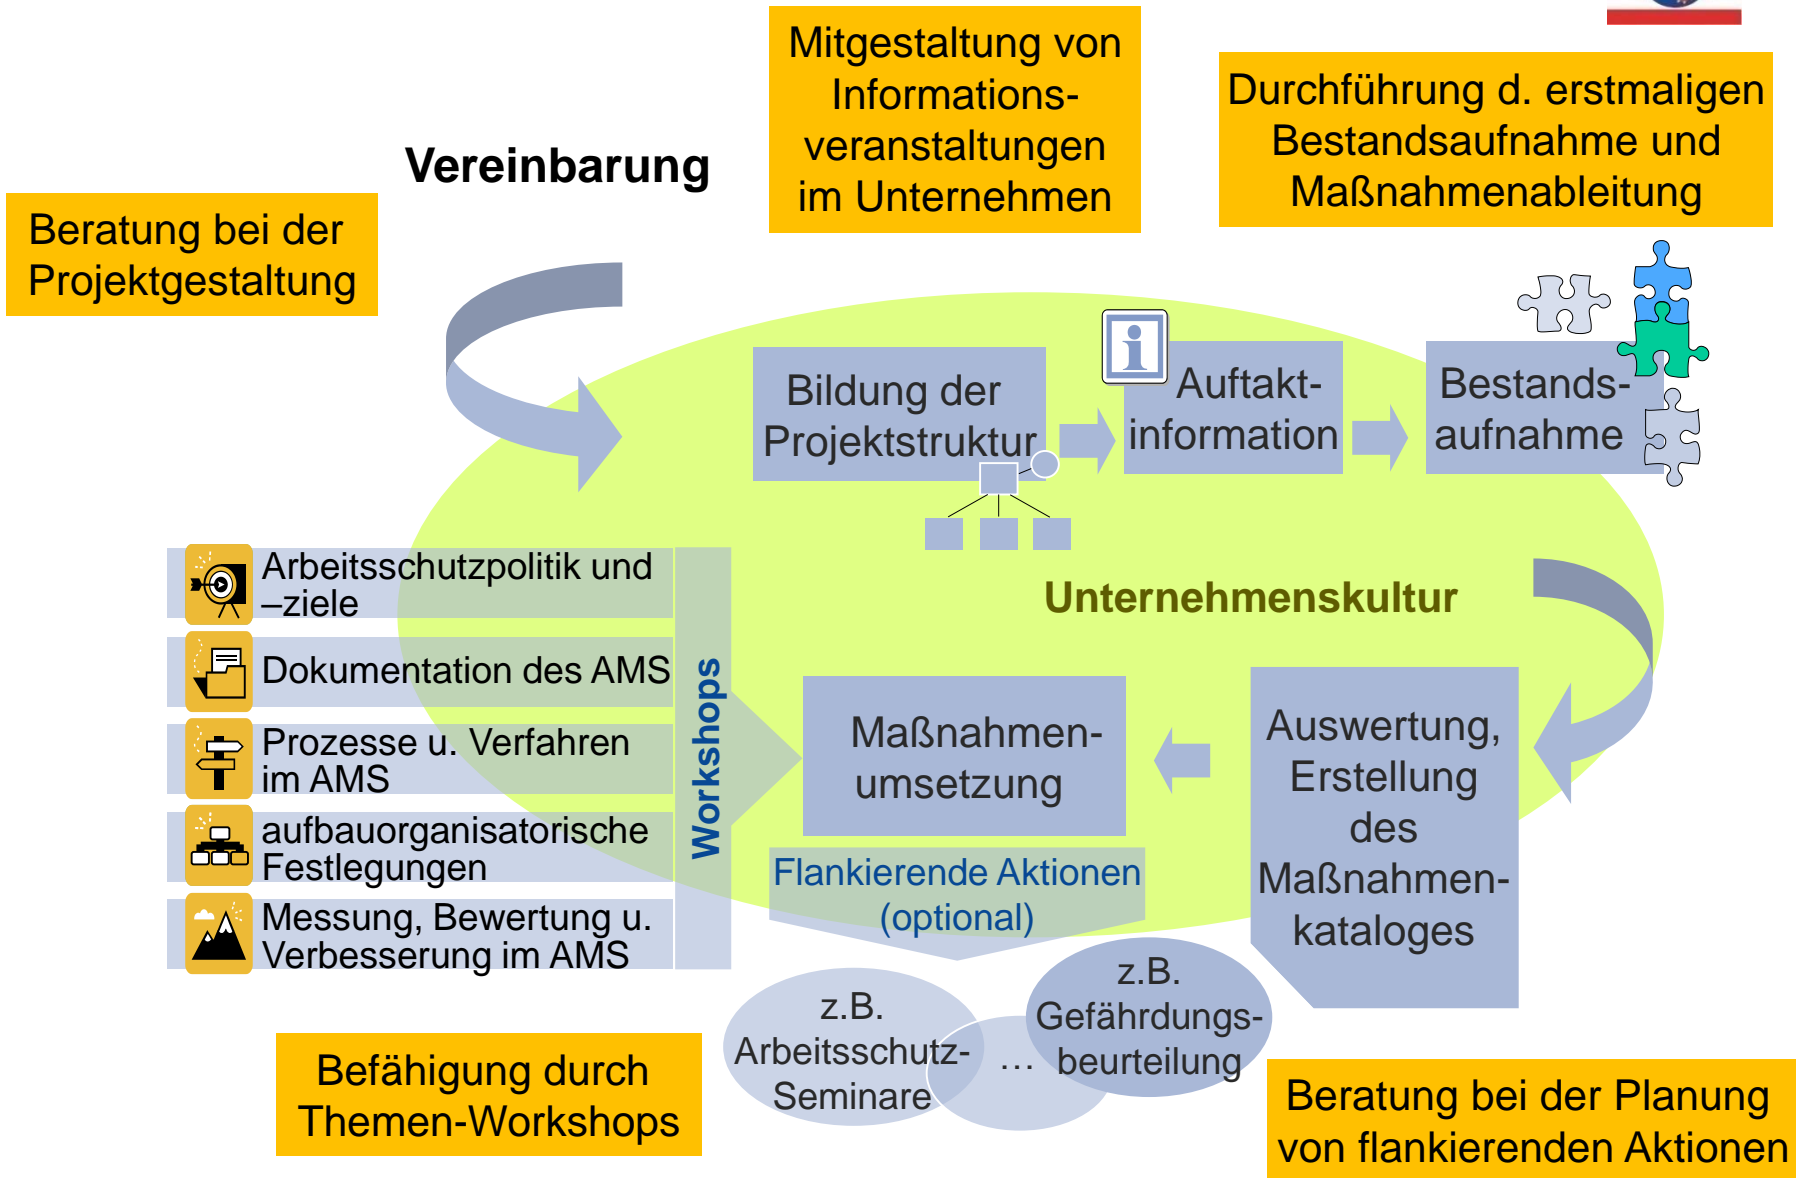 Mitgestaltung von
Informations-
veranstaltungen
im Unternehmen
Durchführung d. erstmaligen
Bestandsaufnahme und
Maßnahmenableitung
Vereinbarung
Beratung bei der
Projektgestaltung
Bildung der
Projektstruktur
i
Auftakt-
information
Bestands-
aufnahme
Unternehmenskultur
Arbeitsschutzpolitik und
–ziele
Dokumentation des AMS
Prozesse u. Verfahren
im AMS
aufbauorganisatorische
Festlegungen
Messung, Bewertung u.
Verbesserung im AMS
Workshops
Maßnahmen-
umsetzung
Auswertung,
Erstellung
des
Maßnahmen-
kataloges
Flankierende Aktionen
(optional)
z.B.
Arbeitsschutz-
Seminare
…
z.B.
Gefährdungs-
beurteilung
Befähigung durch
Themen-Workshops
Beratung bei der Planung
von flankierenden Aktionen